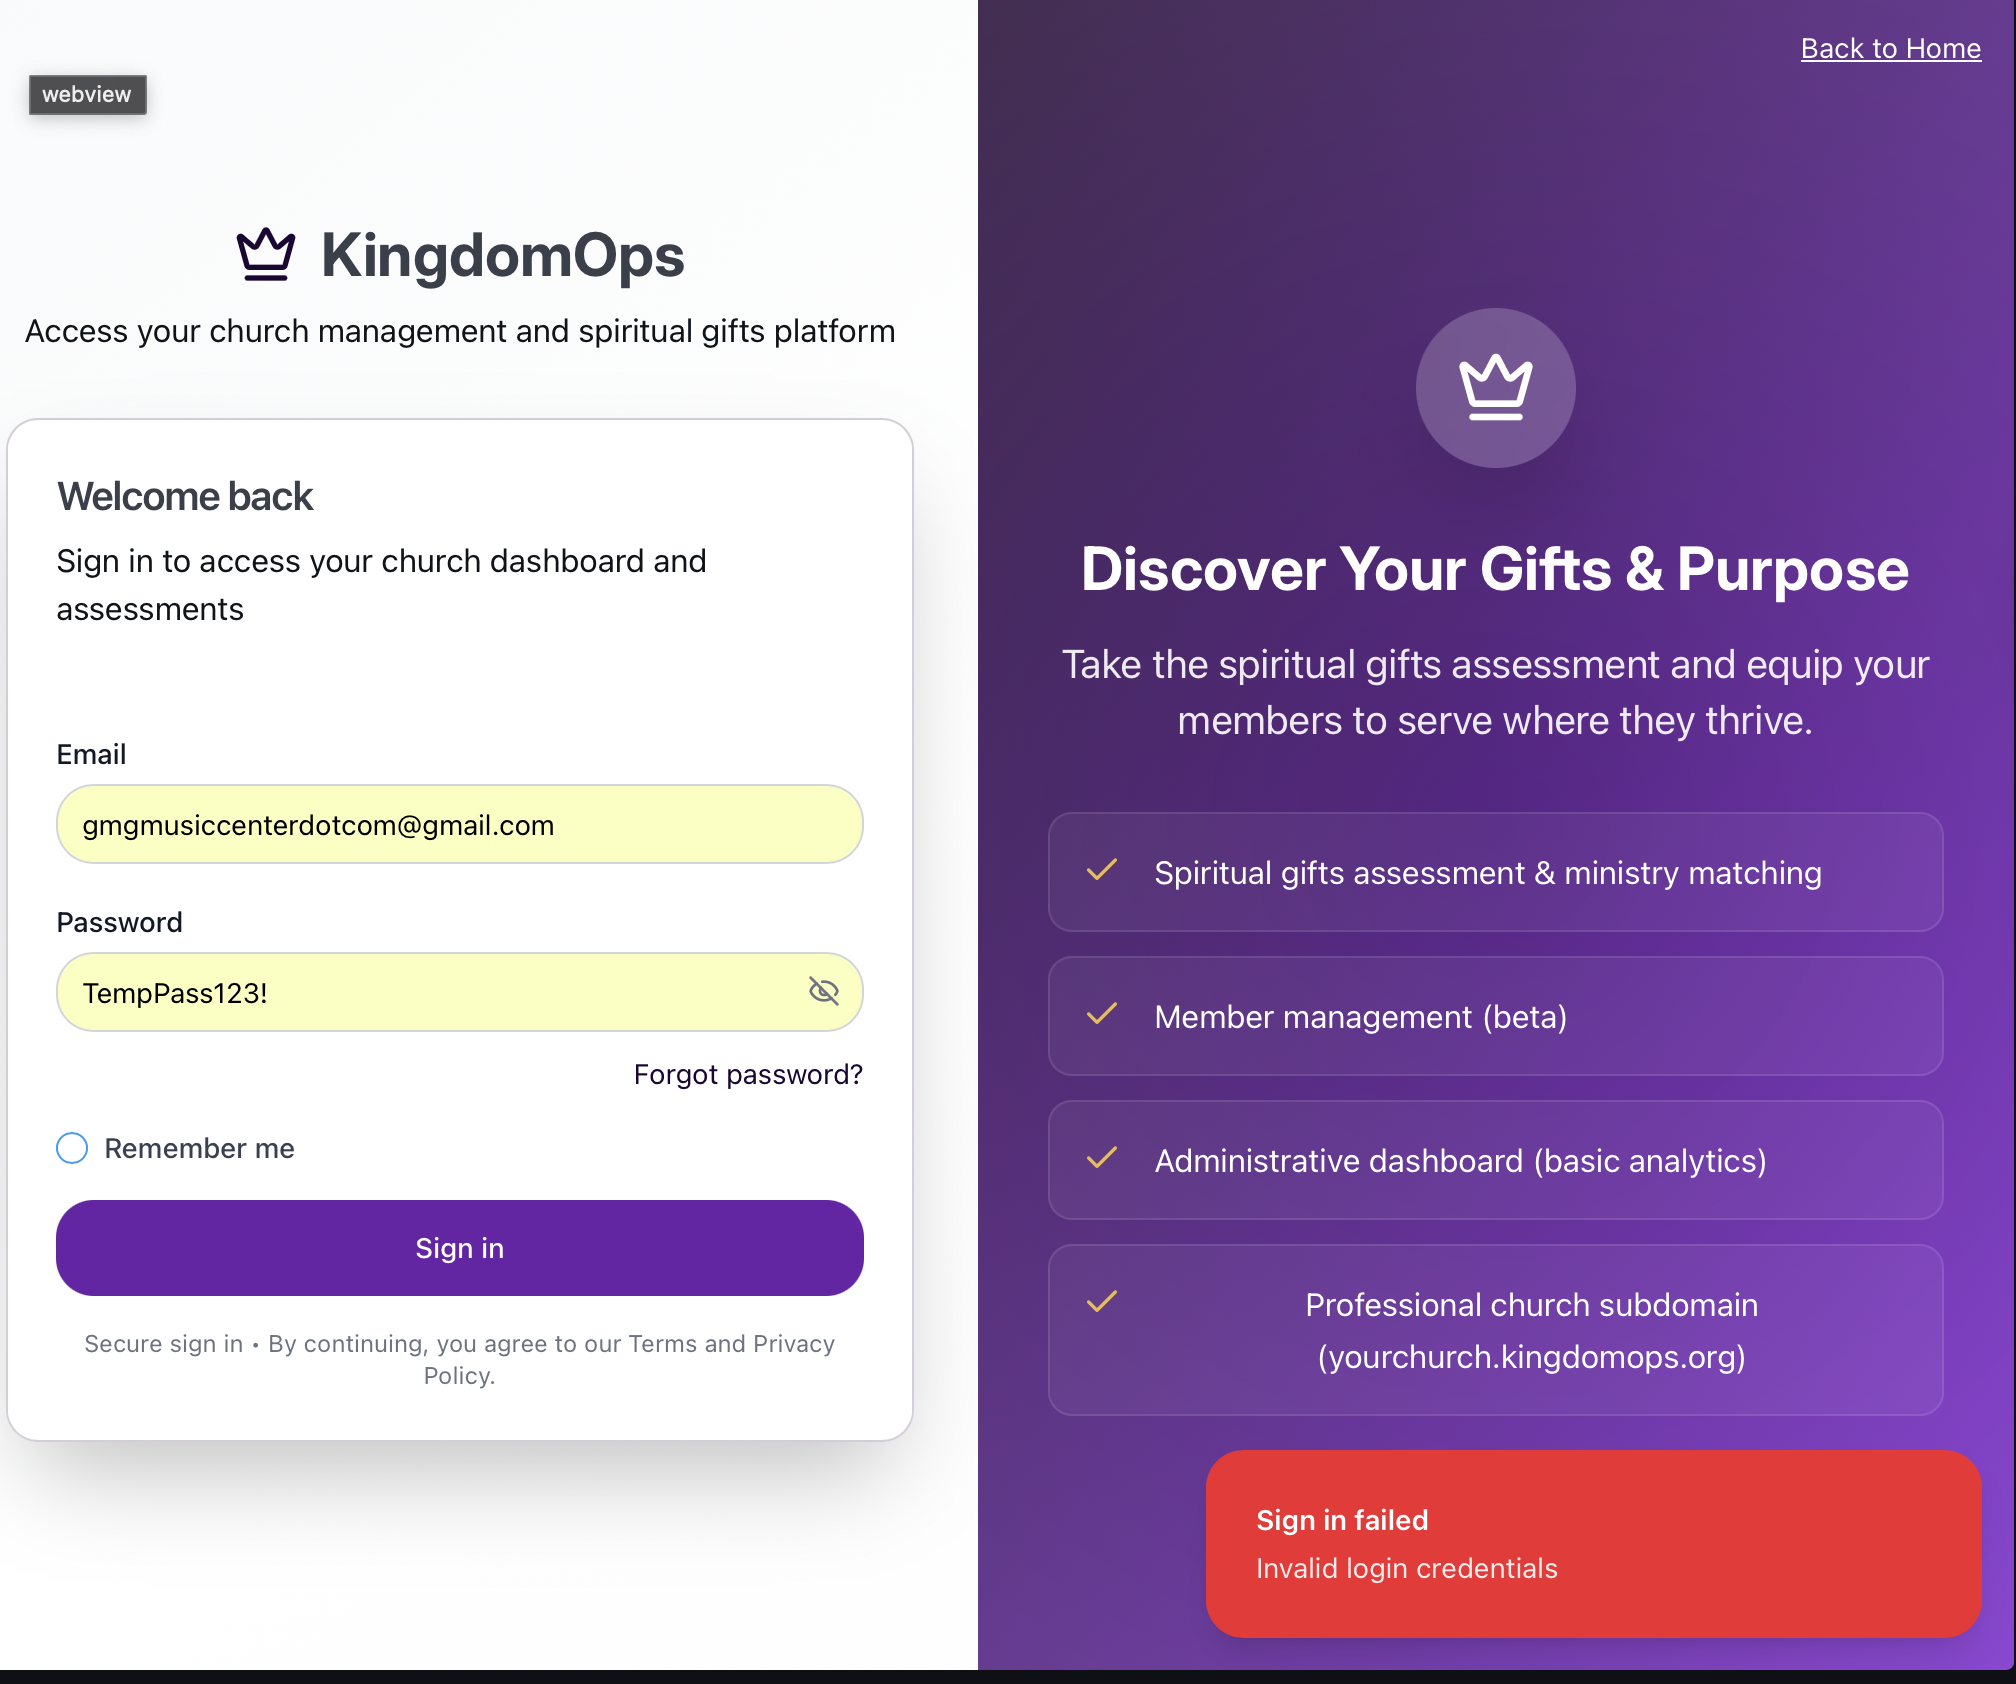 webview
KingdomOps
Access your church management and spiritual gifts platform
Welcome back
Sign in to access your church dashboard and
assessments
Email
gmgmusiccenterdotcom@gmail.com
Password
TempPass123!
Forgot password?
Remember me
Sign in
Secure sign in • By continuing, you agree to our Terms and Privacy
Policy.
Back to Home
Discover Your Gifts & Purpose
Take the spiritual gifts assessment and equip your
members to serve where they thrive.
Spiritual gifts assessment & ministry matching
Member management (beta)
Administrative dashboard (basic analytics)
Professional church subdomain
(yourchurch.kingdomops.org)
Sign in failed
Invalid login credentials